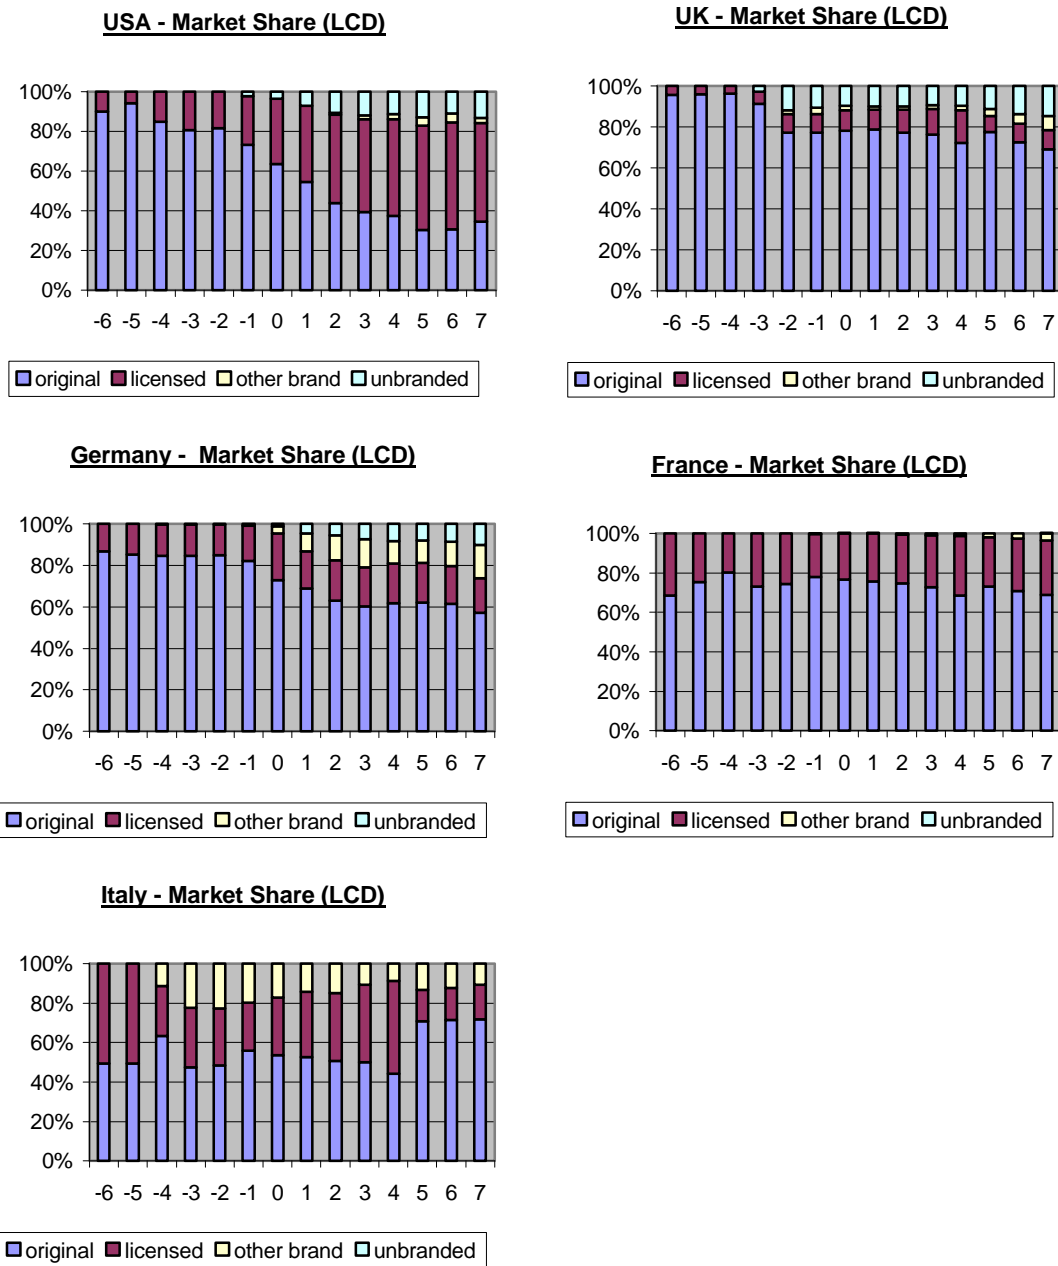 USA - Market Share (LCD)
100%
80%
60%
40%
20%
0%
-6 -5 -4 -3 -2 -1 0 1 2 3 4 5 6 7
original licensed other brand unbranded
UK - Market Share (LCD)
100%
80%
60%
40%
20%
0%
-6 -5 -4 -3 -2 -1 0 1 2 3 4 5 6 7
original licensed other brand unbranded
Germany -  Market Share (LCD)
100%
80%
60%
40%
20%
0%
-6 -5 -4 -3 -2 -1 0 1 2 3 4 5 6 7
original licensed other brand unbranded
France - Market Share (LCD)
100%
80%
60%
40%
20%
0%
-6 -5 -4 -3 -2 -1 0 1 2 3 4 5 6 7
original licensed other brand unbranded
Italy - Market Share (LCD)
100%
80%
60%
40%
20%
0%
-6 -5 -4 -3 -2 -1 0 1 2 3 4 5 6 7
original licensed other brand unbranded